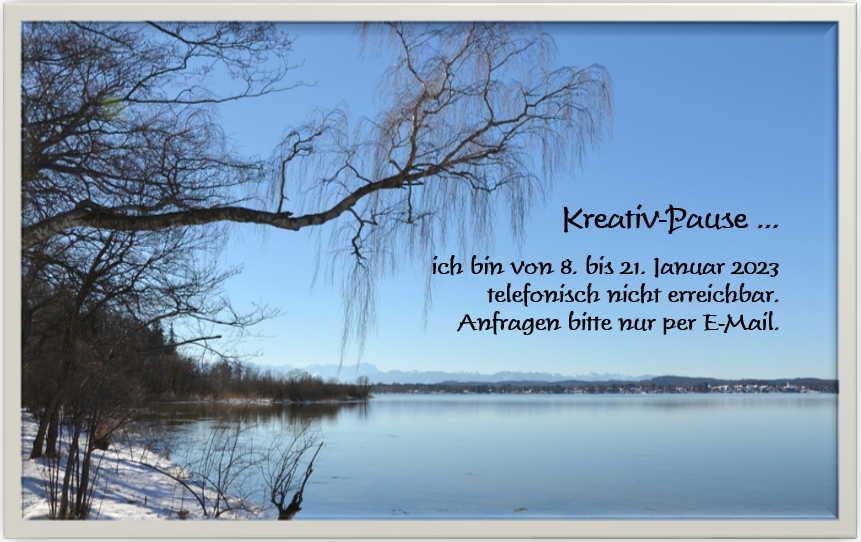 Kreativ-Pause ...
ich bin von 8. bis 21. Januar 2023
telefonisch nicht erreichbar.
Anfragen bitte nur per E-Mail.